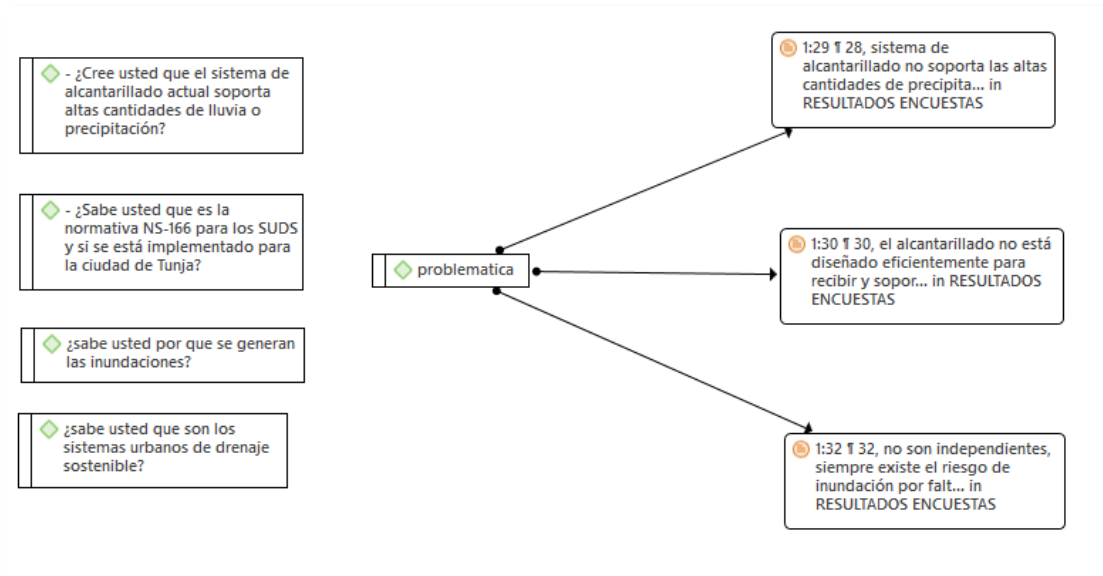 - ¿Cree usted que el sistema de
alcantarillado actual soporta
altas cantidades de lluvia o
precipitación?
- ¿Sabe usted que es la
normativa NS-166 para los SUDS
y si se está implementado para
la ciudad de Tunja?
¿sabe usted por que se generan
las inundaciones?
¿sabe usted que son los
sistemas urbanos de drenaje
sostenible?
problematica
1:29 ¶ 28, sistema de
alcantarillado no soporta las altas
cantidades de precipita... in
RESULTADOS ENCUESTAS
1:30 ¶ 30, el alcantarillado no está
diseñado eficientemente para
recibir y sopor... in RESULTADOS
ENCUESTAS
1:32 ¶ 32, no son independientes,
siempre existe el riesgo de
inundación por falt... in
RESULTADOS ENCUESTAS